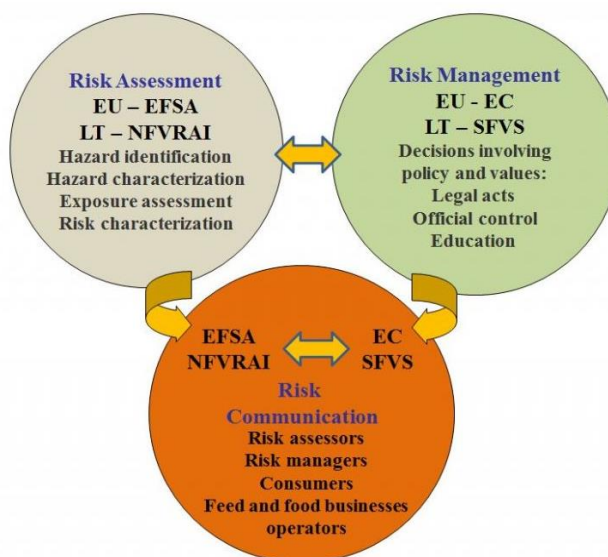 Risk Assessment
EU – EFSA
LT – NFVRAI
Hazard identification
Hazard characterization
Exposure assessment
Risk characterization
Risk Management
EU - EC
LT – SFVS
Decisions involving
policy and values:
Legal acts
Official control
Education
EFSA
NFVRAI
EC
SFVS
Risk
Communication
Risk assessors
Risk managers
Consumers
Feed and food businesses
operators